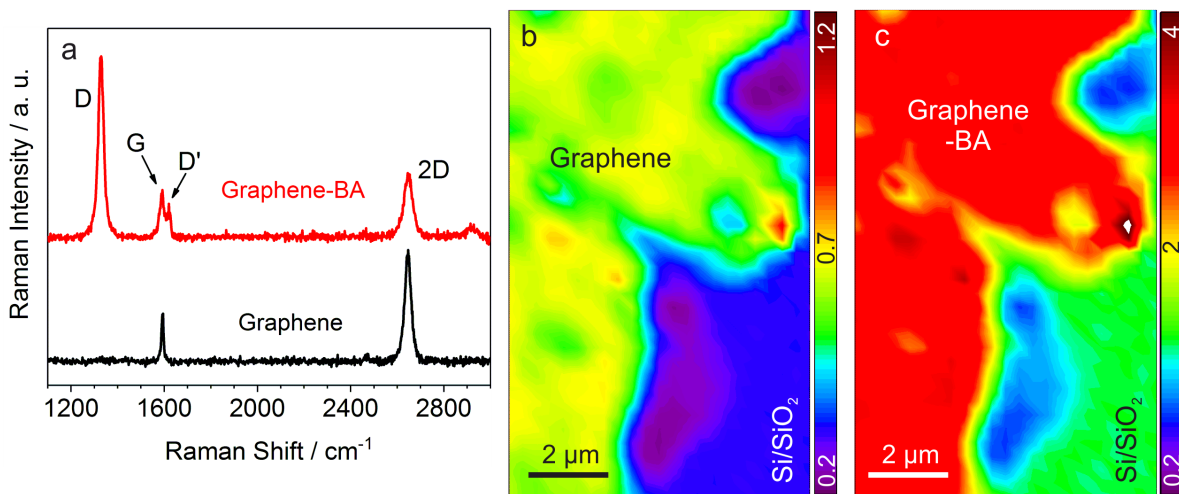 a
D
G
D'
2D
Graphene-BA
Graphene
Raman Intensity / a. u.
1200
1600
2000
2400
2800
Raman Shift / cm⁻¹
b
Graphene
2 µm
Si/SiO₂
1.2
0.7
0.2
c
Graphene
-BA
2 µm
Si/SiO₂
4
2
0.2